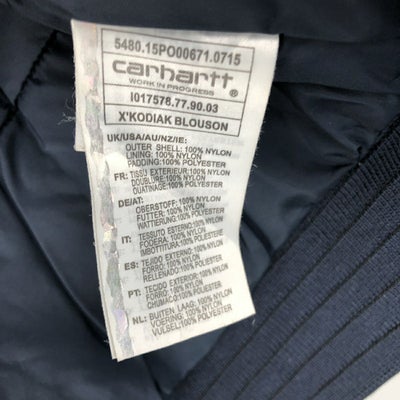 5480.15PO00671.0715
carhartt
WORK IN PROGRESS
I017578.77.90.03
X'KODIAK BLOUSON
UK/USA/AU/NZ/IE:
OUTER SHELL: 100% NYLON
LINING: 100% NYLON
PADDING: 100% POLYESTER
FR: TISSU EXTERIEUR: 100% NYLON
DOUBLURE: 100% NYLON
OUATINAGE: 100% POLYESTER
DE/AT:
OBERSTOFF: 100% NYLON
FUTTER: 100% NYLON
WATTIERUNG: 100% POLYESTER
IT: TESSUTO ESTERNO: 100% NYLON
FODERA: 100% NYLON
IMBOTTITURA: 100% POLYESTER
ES: TEJIDO EXTERNO: 100% NYLON
FORRO: 100% NYLON
RELLENO: 100% POLYESTER
PT: TECIDO EXTERIOR: 100% NYLON
FORRO: 100% NYLON
CHUMAÇO: 100% POLYESTER
NL: BUITEN LAAG: 100% NYLON
VOERING: 100% NYLON
VULSEL: 100% POLYESTER